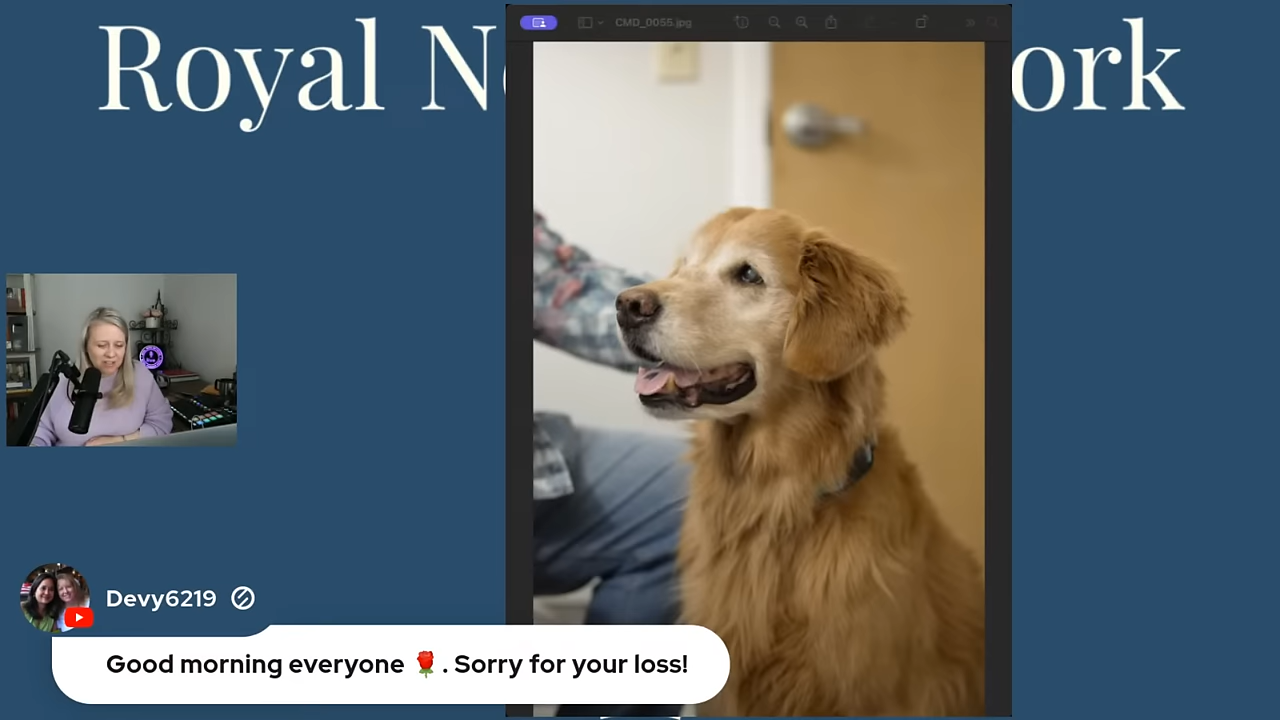 Royal N
ork
CMD_0055.jpg
Devy6219
Good morning everyone 🌹. Sorry for your loss!